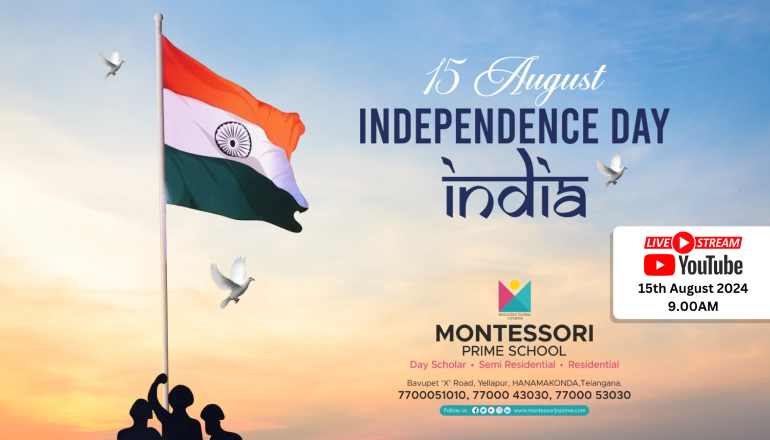 15 August
INDEPENDENCE DAY
india
LIVE STREAM
YouTube
15th August 2024
9.00AM
MONTESSORI
PRIME SCHOOL
Day Scholar • Semi Residential • Residential
Bavupet 'X' Road, Yellapur, HANAMAKONDA,Telangana.
7700051010, 77000 43030, 77000 53030
Follow us www.montessorijsprime.com